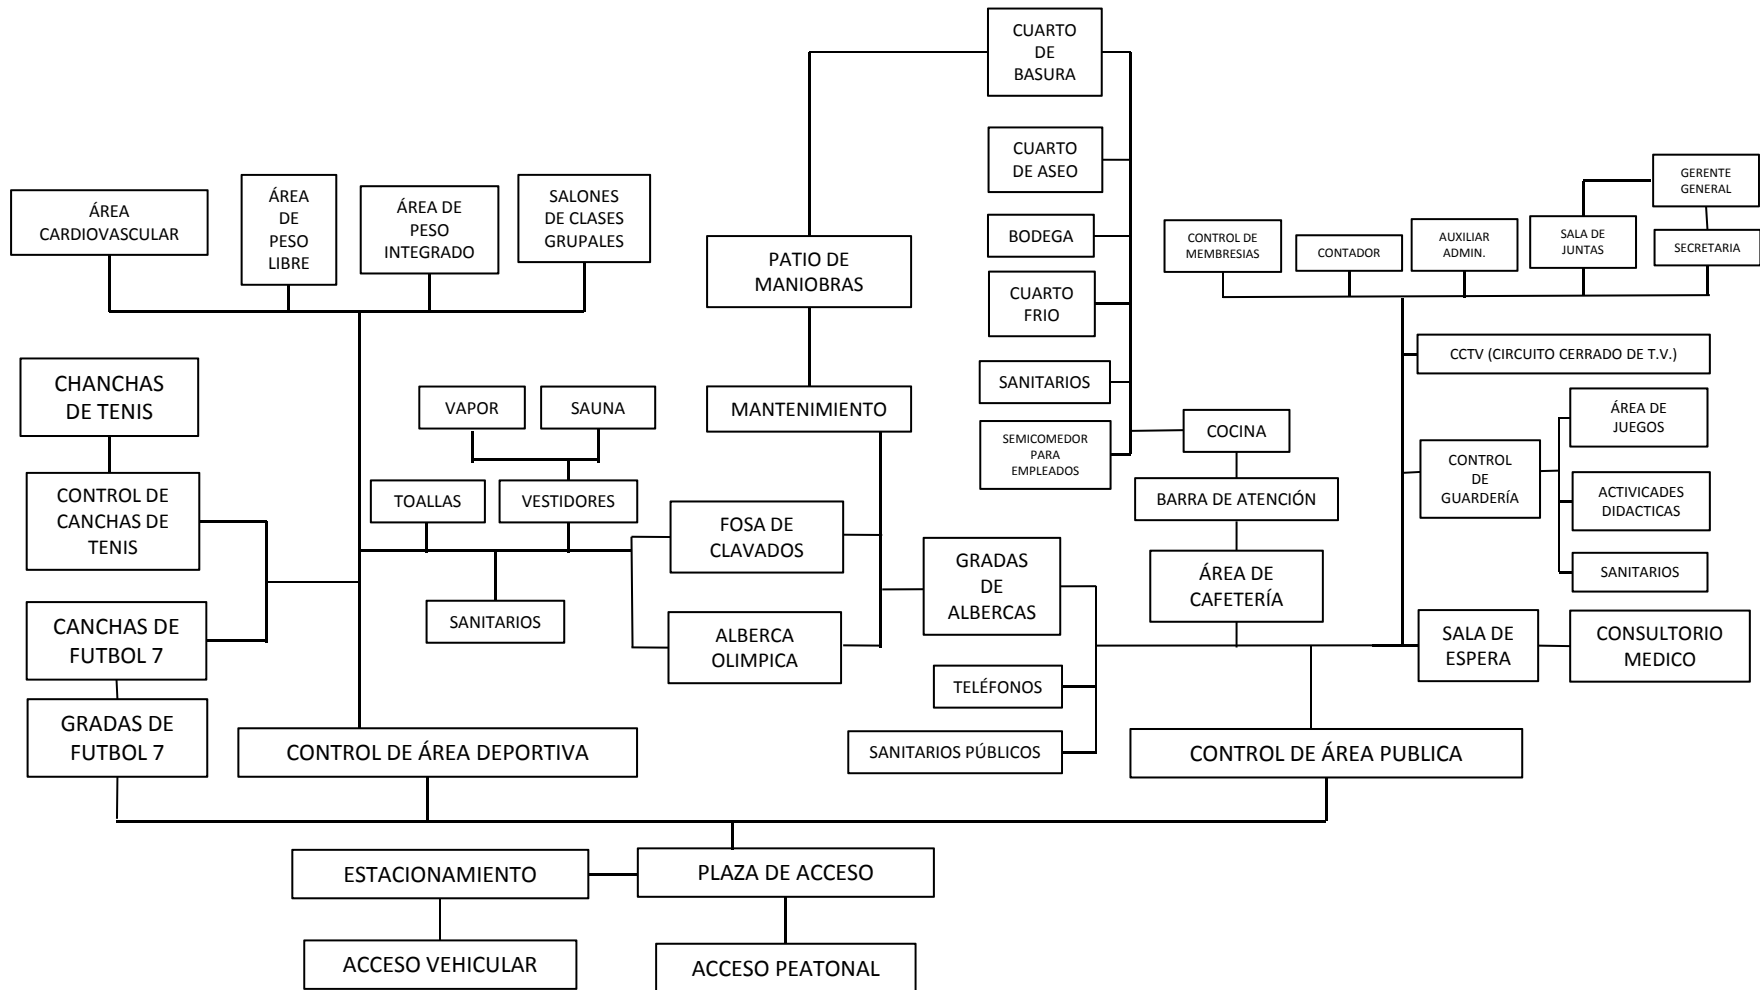 CUARTO
DE
BASURA
CUARTO
DE ASEO
BODEGA
CUARTO
FRIO
SANITARIOS
SEMICOMEDOR
PARA
EMPLEADOS
ÁREA
CARDIOVASCULAR
ÁREA
DE
PESO
LIBRE
ÁREA DE
PESO
INTEGRADO
SALONES
DE CLASES
GRUPALES
PATIO DE
MANIOBRAS
MANTENIMIENTO
CONTROL DE
MEMBRESIAS
CONTADOR
AUXILIAR
ADMIN.
SALA DE
JUNTAS
GERENTE
GENERAL
SECRETARIA
CCTV (CIRCUITO CERRADO DE T.V.)
CHANCHAS
DE TENIS
CONTROL DE
CANCHAS DE
TENIS
CANCHAS DE
FUTBOL 7
GRADAS DE
FUTBOL 7
VAPOR
SAUNA
TOALLAS
VESTIDORES
SANITARIOS
FOSA DE
CLAVADOS
ALBERCA
OLIMPICA
GRADAS
DE
ALBERCAS
TELÉFONOS
SANITARIOS PÚBLICOS
COCINA
BARRA DE ATENCIÓN
ÁREA DE
CAFETERÍA
CONTROL
DE
GUARDERÍA
ÁREA DE
JUEGOS
ACTIVICADES
DIDACTICAS
SANITARIOS
SALA DE
ESPERA
CONSULTORIO
MEDICO
CONTROL DE ÁREA DEPORTIVA
CONTROL DE ÁREA PUBLICA
ESTACIONAMIENTO
PLAZA DE ACCESO
ACCESO VEHICULAR
ACCESO PEATONAL